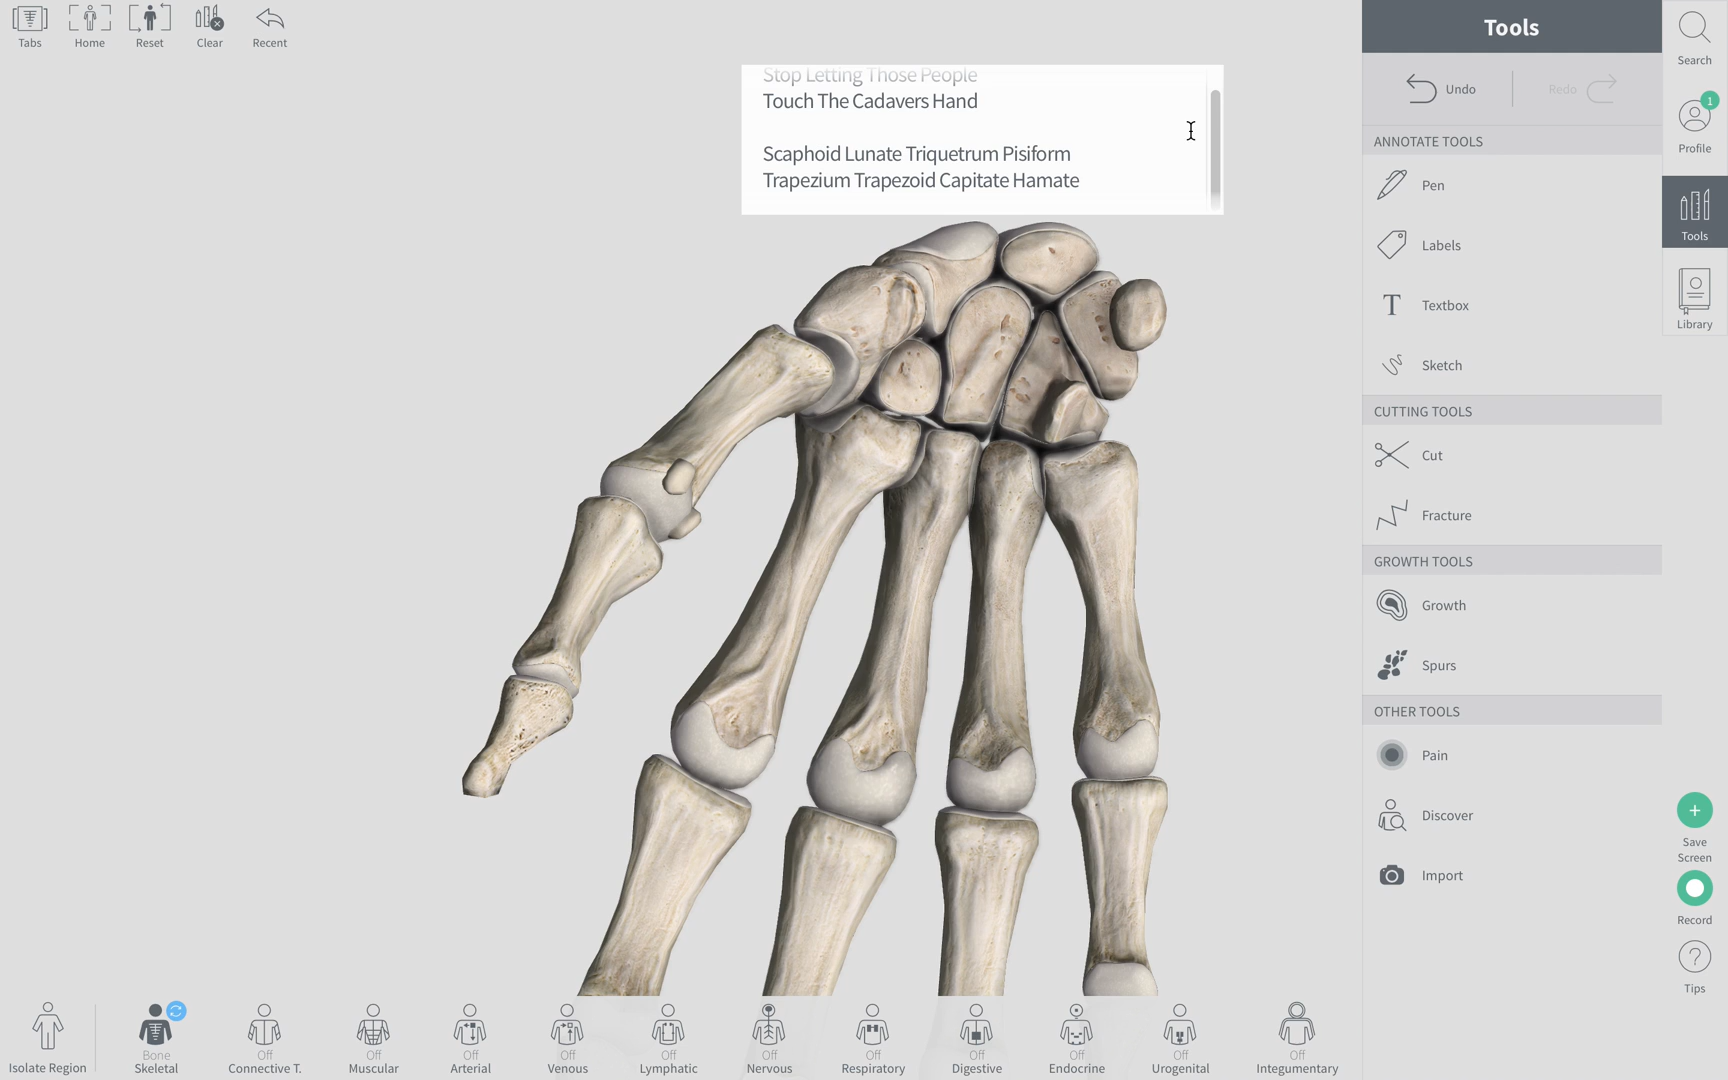 Tabs
Home
Reset
Clear
Recent
Stop Letting Those People
Touch The Cadavers Hand
Scaphoid Lunate Triquetrum Pisiform
Trapezium Trapezoid Capitate Hamate
Tools
Undo
Redo
ANNOTATE TOOLS
Pen
Labels
T Textbox
Sketch
CUTTING TOOLS
Cut
Fracture
GROWTH TOOLS
Growth
Spurs
OTHER TOOLS
Pain
Discover
Import
Search
1
Profile
Tools
Library
Save
Screen
Record
?
Tips
Isolate Region
Bone
Skeletal
Off
Connective T.
Off
Muscular
Off
Arterial
Off
Venous
Off
Lymphatic
Off
Nervous
Off
Respiratory
Off
Digestive
Off
Endocrine
Off
Urogenital
Off
Integumentary